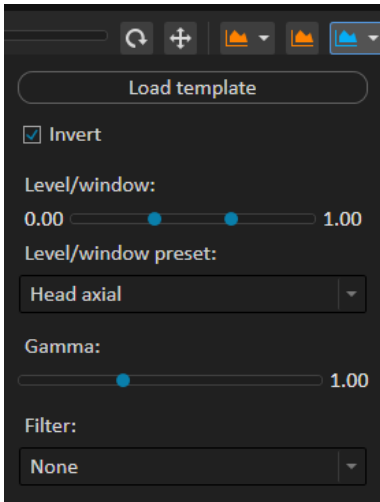 Load template
Invert
Level/window:
0.00 1.00
Level/window preset:
Head axial
Gamma:
1.00
Filter:
None